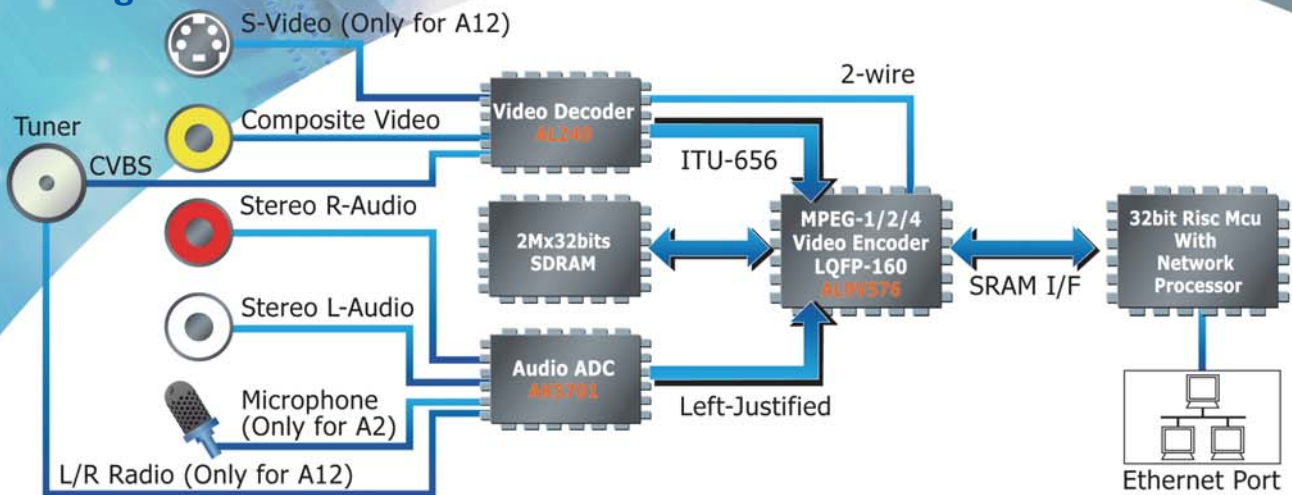 S-Video (Only for A12)
2-wire
Tuner
Composite Video
CVBS
Video Decoder
AL240
ITU-656
Stereo R-Audio
2Mx32bits
SDRAM
MPEG-1/2/4
Video Encoder
LQFP-160
AL9V576
SRAM I/F
32bit Risc Mcu
With
Network
Processor
Stereo L-Audio
Audio ADC
AK5701
Left-Justified
Microphone
(Only for A2)
L/R Radio (Only for A12)
Ethernet Port